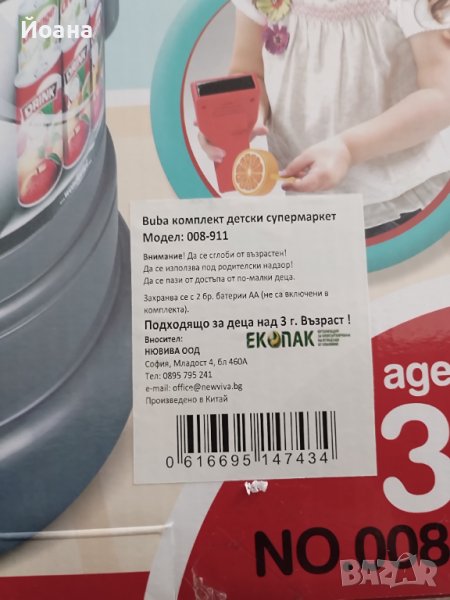 Йоана
DRINK
Buba комплект детски супермаркет
Модел: 008-911
Внимание! Да се сглоби от възрастен!
Да се използва под родителски надзор!
Да се пази от достъпа от по-малки деца.
Захранва се с 2 бр. батерии АА (не са включени в
комплекта).
Подходящо за деца над 3 г. Възраст !
Вносител:
НЮВИВА ООД
София, Младост 4, бл 460А
Тел: 0895 795 241
e-mail: office@newviva.bg
Произведено в Китай
ЕКОПАК
0 616695 147434
age
3
NO.008
BAZAR